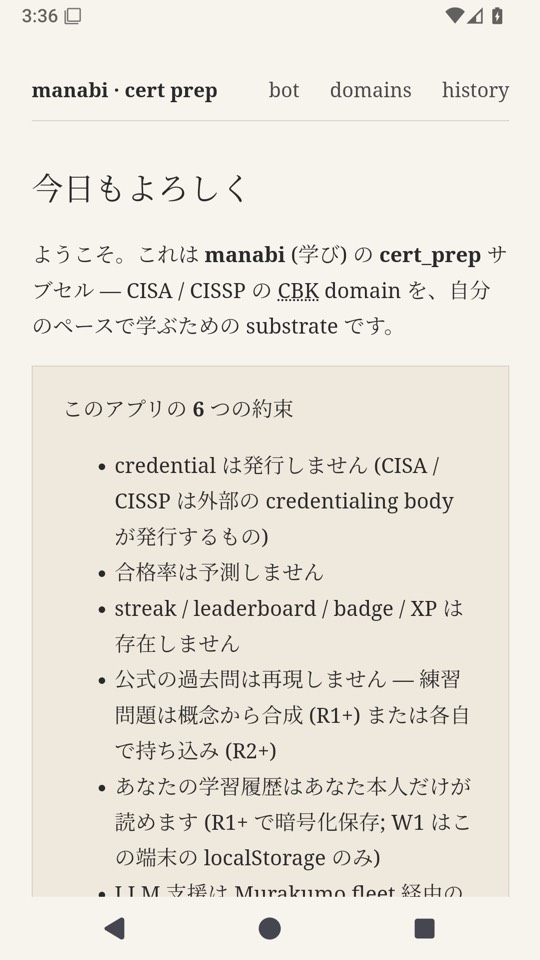 3:36
manabi · cert prep bot domains history
今日もよろしく
ようこそ。これは manabi (学び) の cert_prep サ
ブセル — CISA / CISSP の CBK domain を、自分
のペースで学ぶための substrate です。
このアプリの 6 つの約束
• credential は発行しません (CISA /
CISSP は外部の credentialing body
が発行するもの)
• 合格率は予測しません
• streak / leaderboard / badge / XP は
存在しません
• 公式の過去問は再現しません — 練習
問題は概念から合成 (R1+) または各自
で持ち込み (R2+)
• あなたの学習履歴はあなた本人だけが
読めます (R1+ で暗号化保存; W1 はこ
の端末の localStorage のみ)
• LLM 支援は Murakumo fleet 経由の